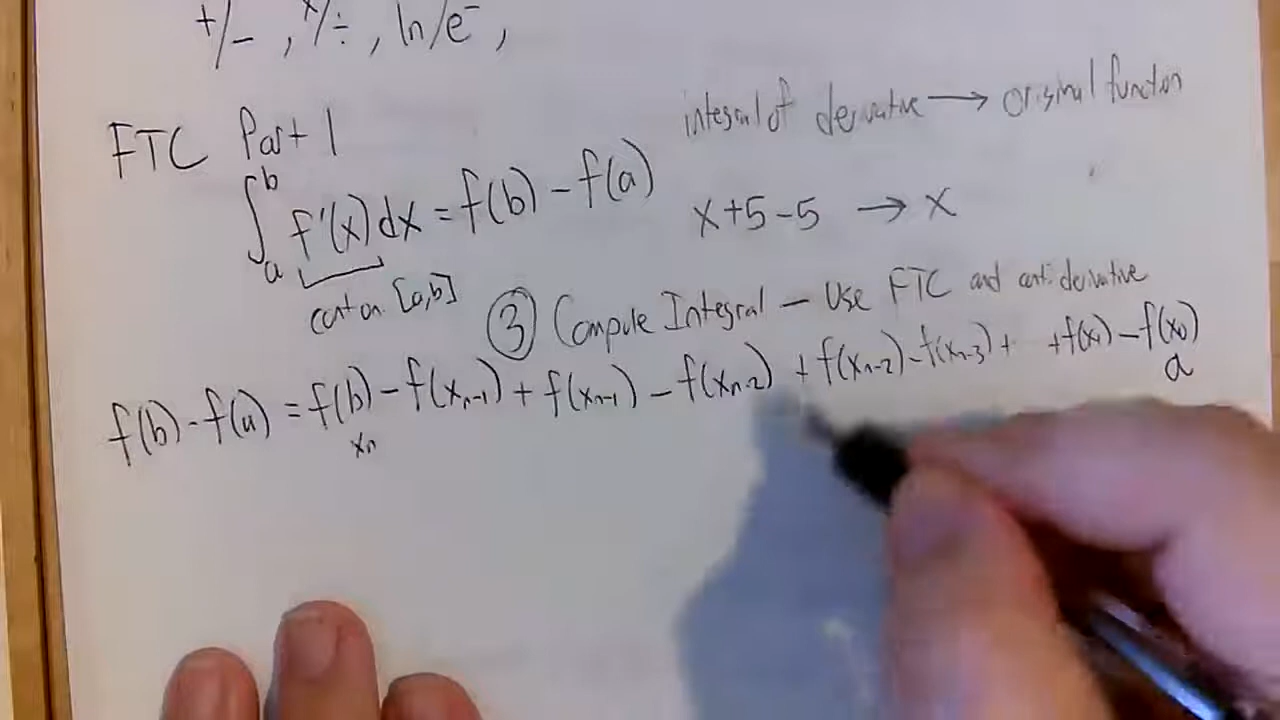 +/− , ×/÷ , ln/e⁻ ,
FTC Part 1
integral of derivative → original function
∫ₐᵇ f'(x) dx = f(b) − f(a)
x+5−5 → x
cont on [a,b]
③ Compute Integral − Use FTC and antiderivative
f(b) − f(a) = f(b) − f(xₙ₋₁) + f(xₙ₋₁) − f(xₙ₋₂) + f(xₙ₋₂) − f(xₙ₋₃) + + f(x₁) − f(x₀)
xₙ a